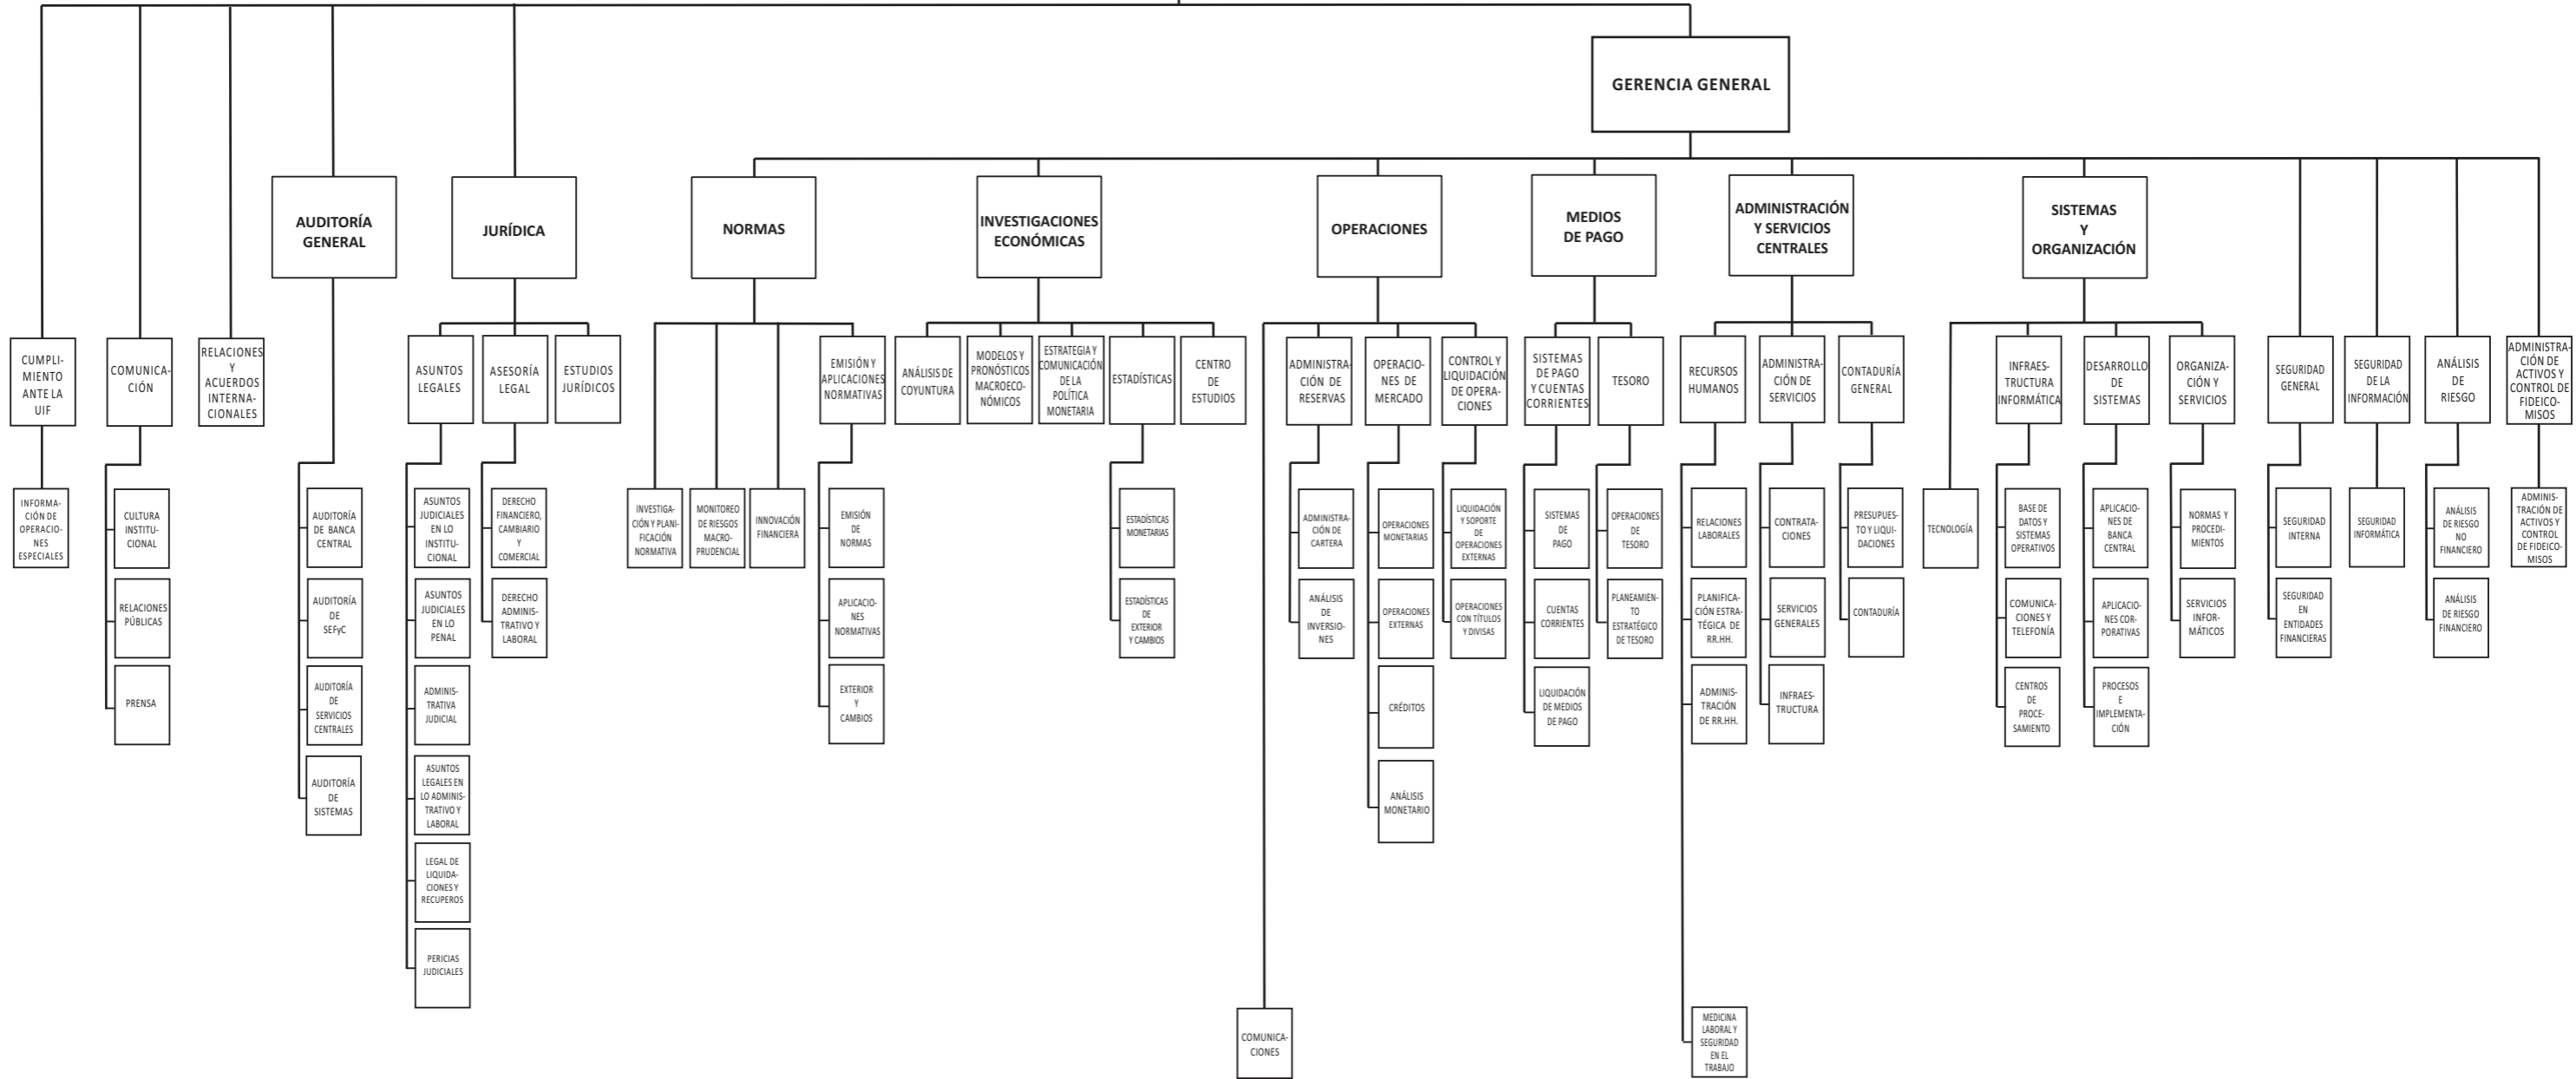 GERENCIA GENERAL
AUDITORÍA
GENERAL
JURÍDICA
NORMAS
INVESTIGACIONES
ECONÓMICAS
OPERACIONES
MEDIOS
DE PAGO
ADMINISTRACIÓN
Y SERVICIOS
CENTRALES
SISTEMAS
Y
ORGANIZACIÓN
CUMPLI-
MIENTO
ANTE LA
UIF
COMUNICA-
CIÓN
RELACIONES
Y
ACUERDOS
INTERNA-
CIONALES
ASUNTOS
LEGALES
ASESORÍA
LEGAL
ESTUDIOS
JURÍDICOS
EMISIÓN Y
APLICACIONES
NORMATIVAS
ANÁLISIS DE
COYUNTURA
MODELOS Y
PRONÓSTICOS
MACROECO-
NÓMICOS
ESTRATEGIA Y
COMUNICACIÓN
DE LA
POLÍTICA
MONETARIA
ESTADÍSTICAS
CENTRO
DE
ESTUDIOS
ADMINISTRA-
CIÓN DE
RESERVAS
OPERACIO-
NES DE
MERCADO
CONTROL Y
LIQUIDACIÓN
DE OPERA-
CIONES
SISTEMAS
DE PAGO
Y CUENTAS
CORRIENTES
TESORO
RECURSOS
HUMANOS
ADMINISTRA-
CIÓN DE
SERVICIOS
CONTADURÍA
GENERAL
INFRAES-
TRUCTURA
INFORMÁTICA
DESARROLLO
DE
SISTEMAS
ORGANIZA-
CIÓN Y
SERVICIOS
SEGURIDAD
GENERAL
SEGURIDAD
DE LA
INFORMACIÓN
ANÁLISIS
DE
RIESGO
ADMINISTRA-
CIÓN DE
ACTIVOS Y
CONTROL DE
FIDEICO-
MISOS
INFORMA-
CIÓN DE
OPERACIO-
NES
ESPECIALES
CULTURA
INSTITU-
CIONAL
AUDITORÍA
DE BANCA
CENTRAL
ASUNTOS
JUDICIALES
EN LO
INSTITU-
CIONAL
DERECHO
FINANCIERO,
CAMBIARIO
Y
COMERCIAL
INVESTIGA-
CIÓN Y PLANI-
FICACIÓN
NORMATIVA
MONITOREO
DE RIESGOS
MACRO-
PRUDENCIAL
INNOVACIÓN
FINANCIERA
EMISIÓN
DE
NORMAS
ESTADÍSTICAS
MONETARIAS
ADMINISTRA-
CIÓN DE
CARTERA
OPERACIONES
MONETARIAS
LIQUIDACIÓN
Y SOPORTE
DE
OPERACIONES
EXTERNAS
SISTEMAS
DE
PAGO
OPERACIONES
DE
TESORO
RELACIONES
LABORALES
CONTRATA-
CIONES
PRESUPUES-
TO Y LIQUI-
DACIONES
TECNOLOGÍA
BASE DE
DATOS Y
SISTEMAS
OPERATIVOS
APLICACIO-
NES DE
BANCA
CENTRAL
NORMAS Y
PROCEDI-
MIENTOS
SEGURIDAD
INTERNA
SEGURIDAD
INFORMÁTICA
ANÁLISIS
DE RIESGO
NO
FINANCIERO
ADMINIS-
TRACIÓN DE
ACTIVOS Y
CONTROL
DE FIDEICO-
MISOS
RELACIONES
PÚBLICAS
AUDITORÍA
DE
SEFyC
ASUNTOS
JUDICIALES
EN LO
PENAL
DERECHO
ADMINIS-
TRATIVO Y
LABORAL
APLICACIO-
NES
NORMATIVAS
ESTADÍSTICAS
DE
EXTERIOR
Y CAMBIOS
ANÁLISIS
DE
INVERSIO-
NES
OPERACIONES
EXTERNAS
OPERACIONES
CON TÍTULOS
Y DIVISAS
CUENTAS
CORRIENTES
PLANEAMIEN-
TO
ESTRATÉGICO
DE TESORO
PLANIFICA-
CIÓN ESTRA-
TÉGICA DE
RR.HH.
SERVICIOS
GENERALES
CONTADURÍA
COMUNICA-
CIONES Y
TELEFONÍA
APLICACIO-
NES COR-
PORATIVAS
SERVICIOS
INFOR-
MÁTICOS
SEGURIDAD
EN
ENTIDADES
FINANCIERAS
ANÁLISIS
DE RIESGO
FINANCIERO
PRENSA
AUDITORÍA
DE
SERVICIOS
CENTRALES
ADMINIS-
TRATIVA
JUDICIAL
EXTERIOR
Y
CAMBIOS
CRÉDITOS
LIQUIDACIÓN
DE MEDIOS
DE PAGO
ADMINIS-
TRACIÓN
DE RR.HH.
INFRAES-
TRUCTURA
CENTROS
DE
PROCE-
SAMIENTO
PROCESOS
E
IMPLEMENTA-
CIÓN
AUDITORÍA
DE
SISTEMAS
ASUNTOS
LEGALES EN
LO ADMINIS-
TRATIVO Y
LABORAL
ANÁLISIS
MONETARIO
LEGAL DE
LIQUIDA-
CIONES Y
RECUPEROS
PERICIAS
JUDICIALES
COMUNICA-
CIONES
MEDICINA
LABORAL Y
SEGURIDAD
EN EL
TRABAJO